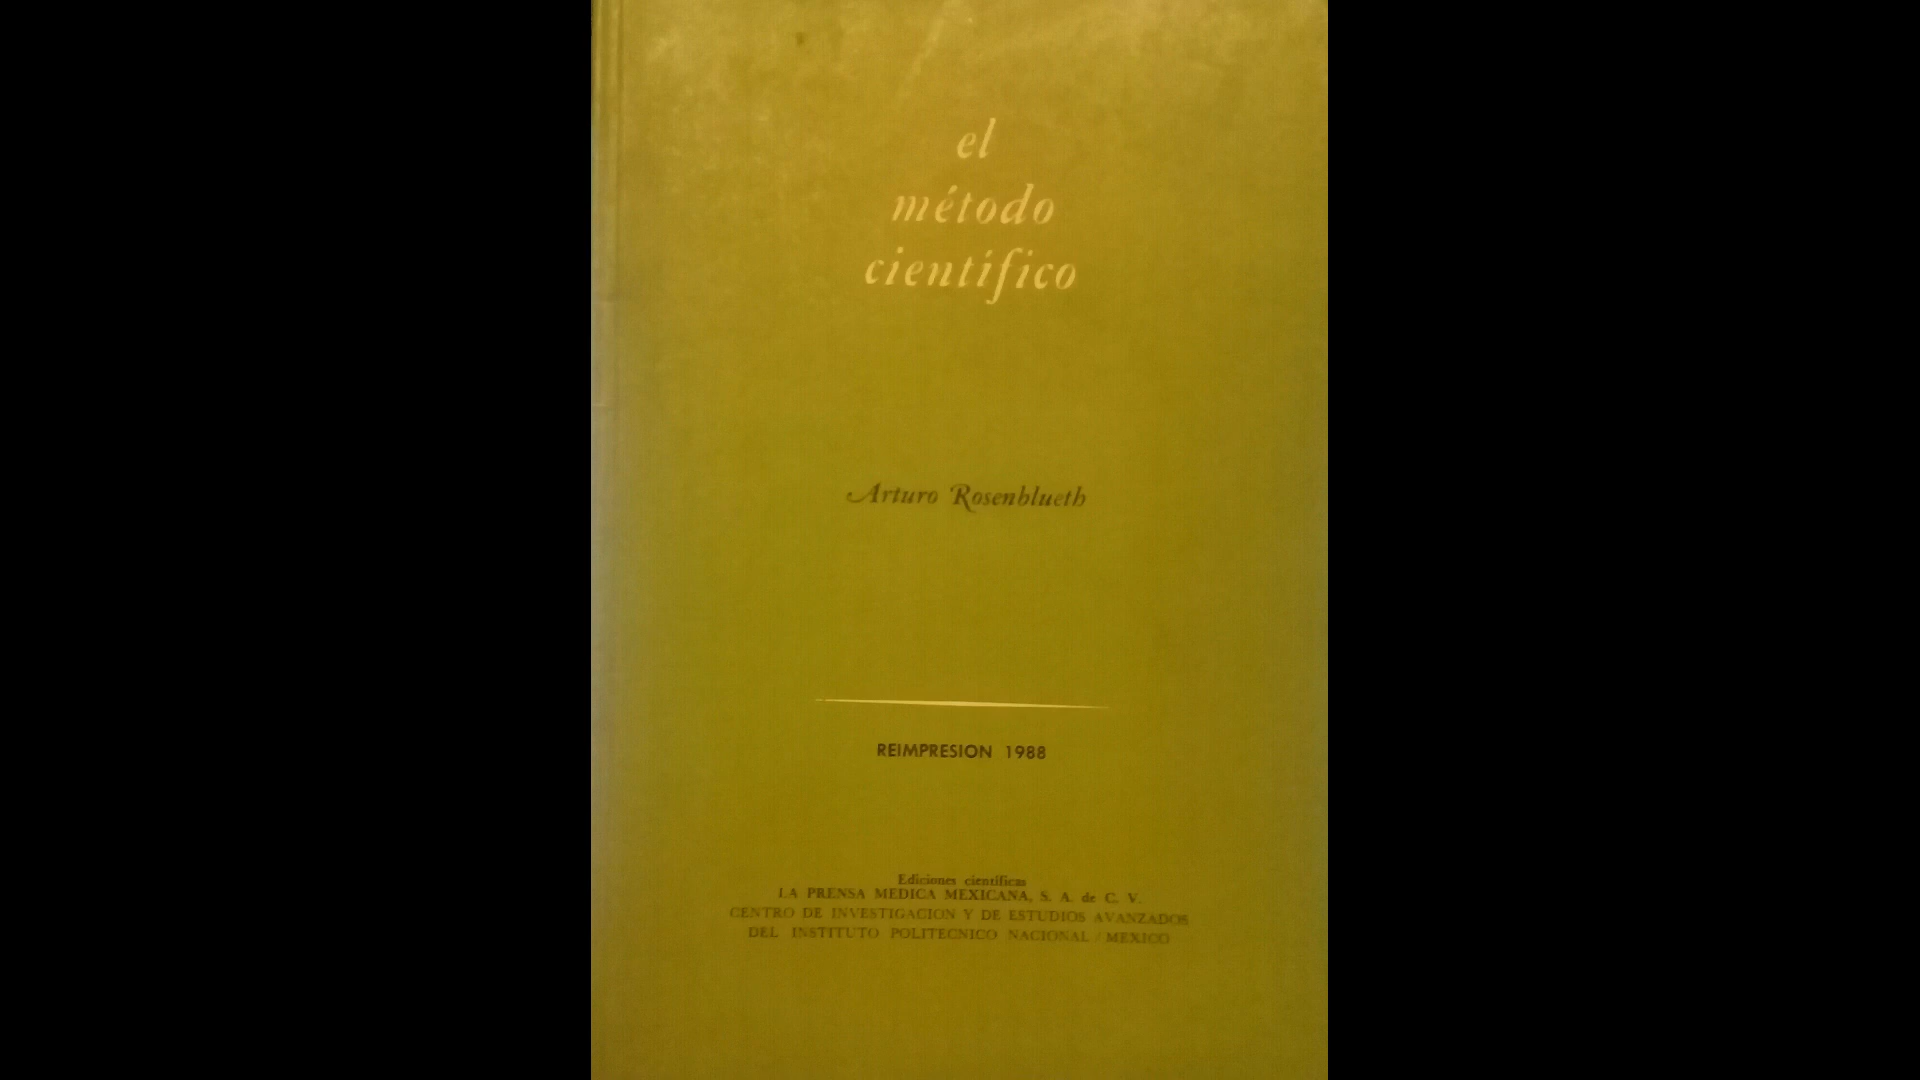 el
método
científico
Arturo Rosenblueth
REIMPRESION 1988
Ediciones científicas
LA PRENSA MEDICA MEXICANA, S. A. de C. V.
CENTRO DE INVESTIGACION Y DE ESTUDIOS AVANZADOS
DEL INSTITUTO POLITECNICO NACIONAL / MEXICO